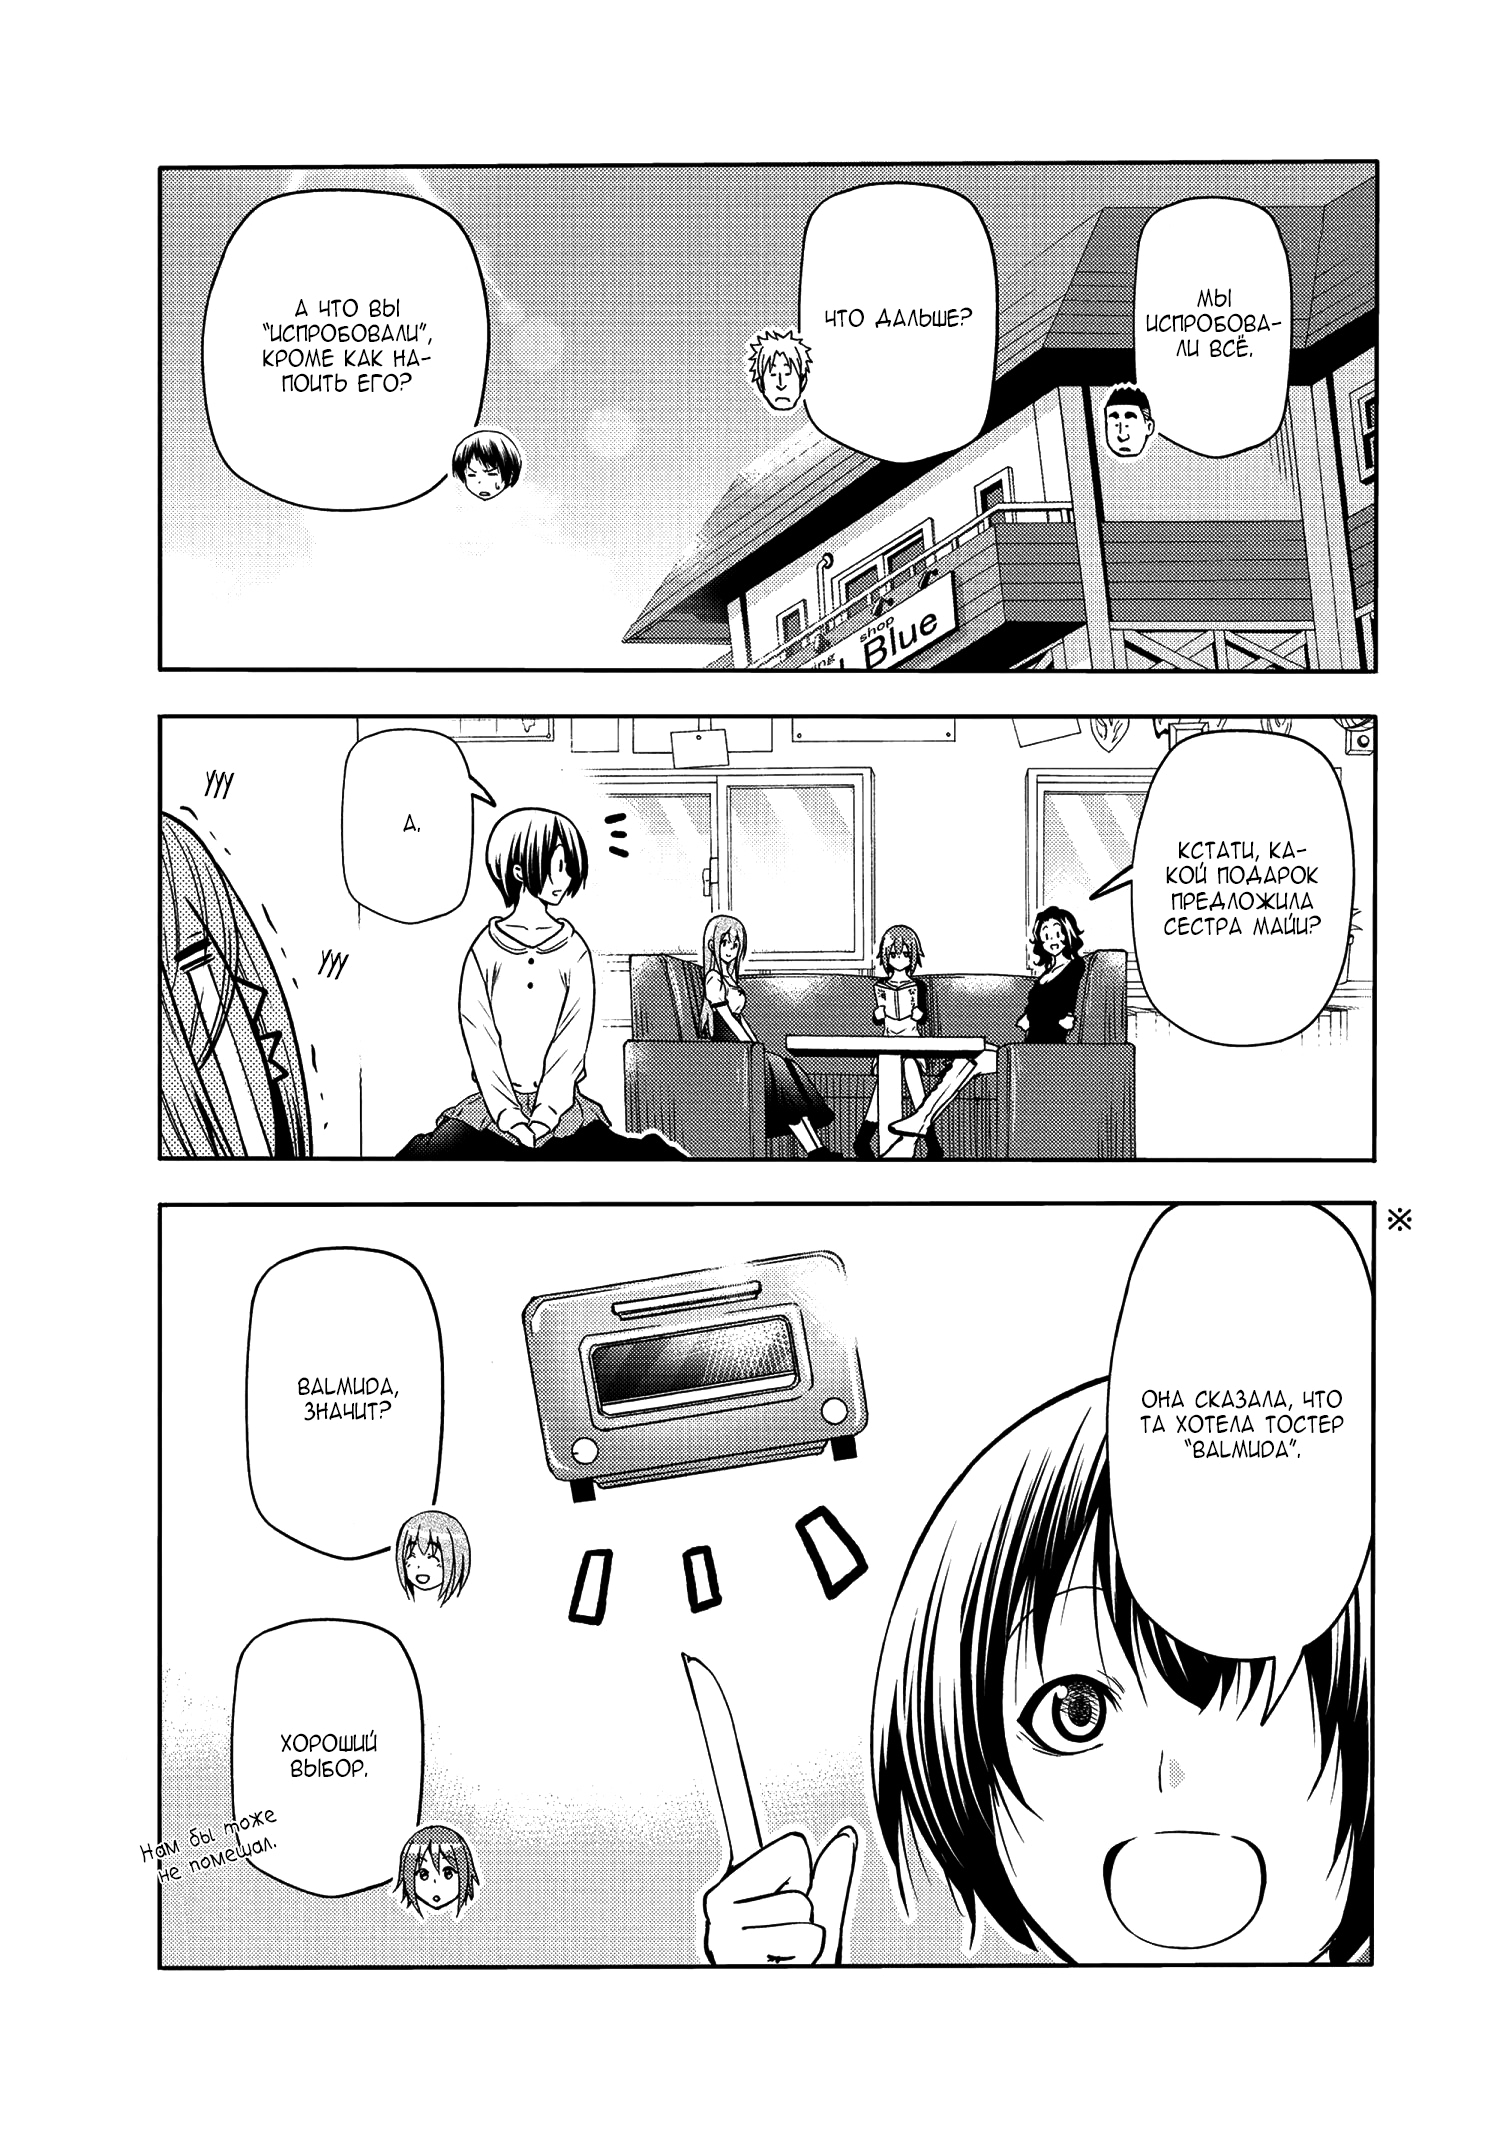 МЫ
ИСПРОБОВА-
ЛИ ВСЁ.
ЧТО ДАЛЬШЕ?
А ЧТО ВЫ
"ИСПРОБОВАЛИ",
КРОМЕ КАК НА-
ПОИТЬ ЕГО?
shop
Blue
КСТАТИ, КА-
КОЙ ПОДАРОК
ПРЕДЛОЖИЛА
СЕСТРА МАЙИ?
А.
УУУ
УУУ
※
ОНА СКАЗАЛА, ЧТО
ТА ХОТЕЛА ТОСТЕР
"BALMUDA".
BALMUDA,
ЗНАЧИТ?
ХОРОШИЙ
ВЫБОР.
Нам бы тоже
не помешал.